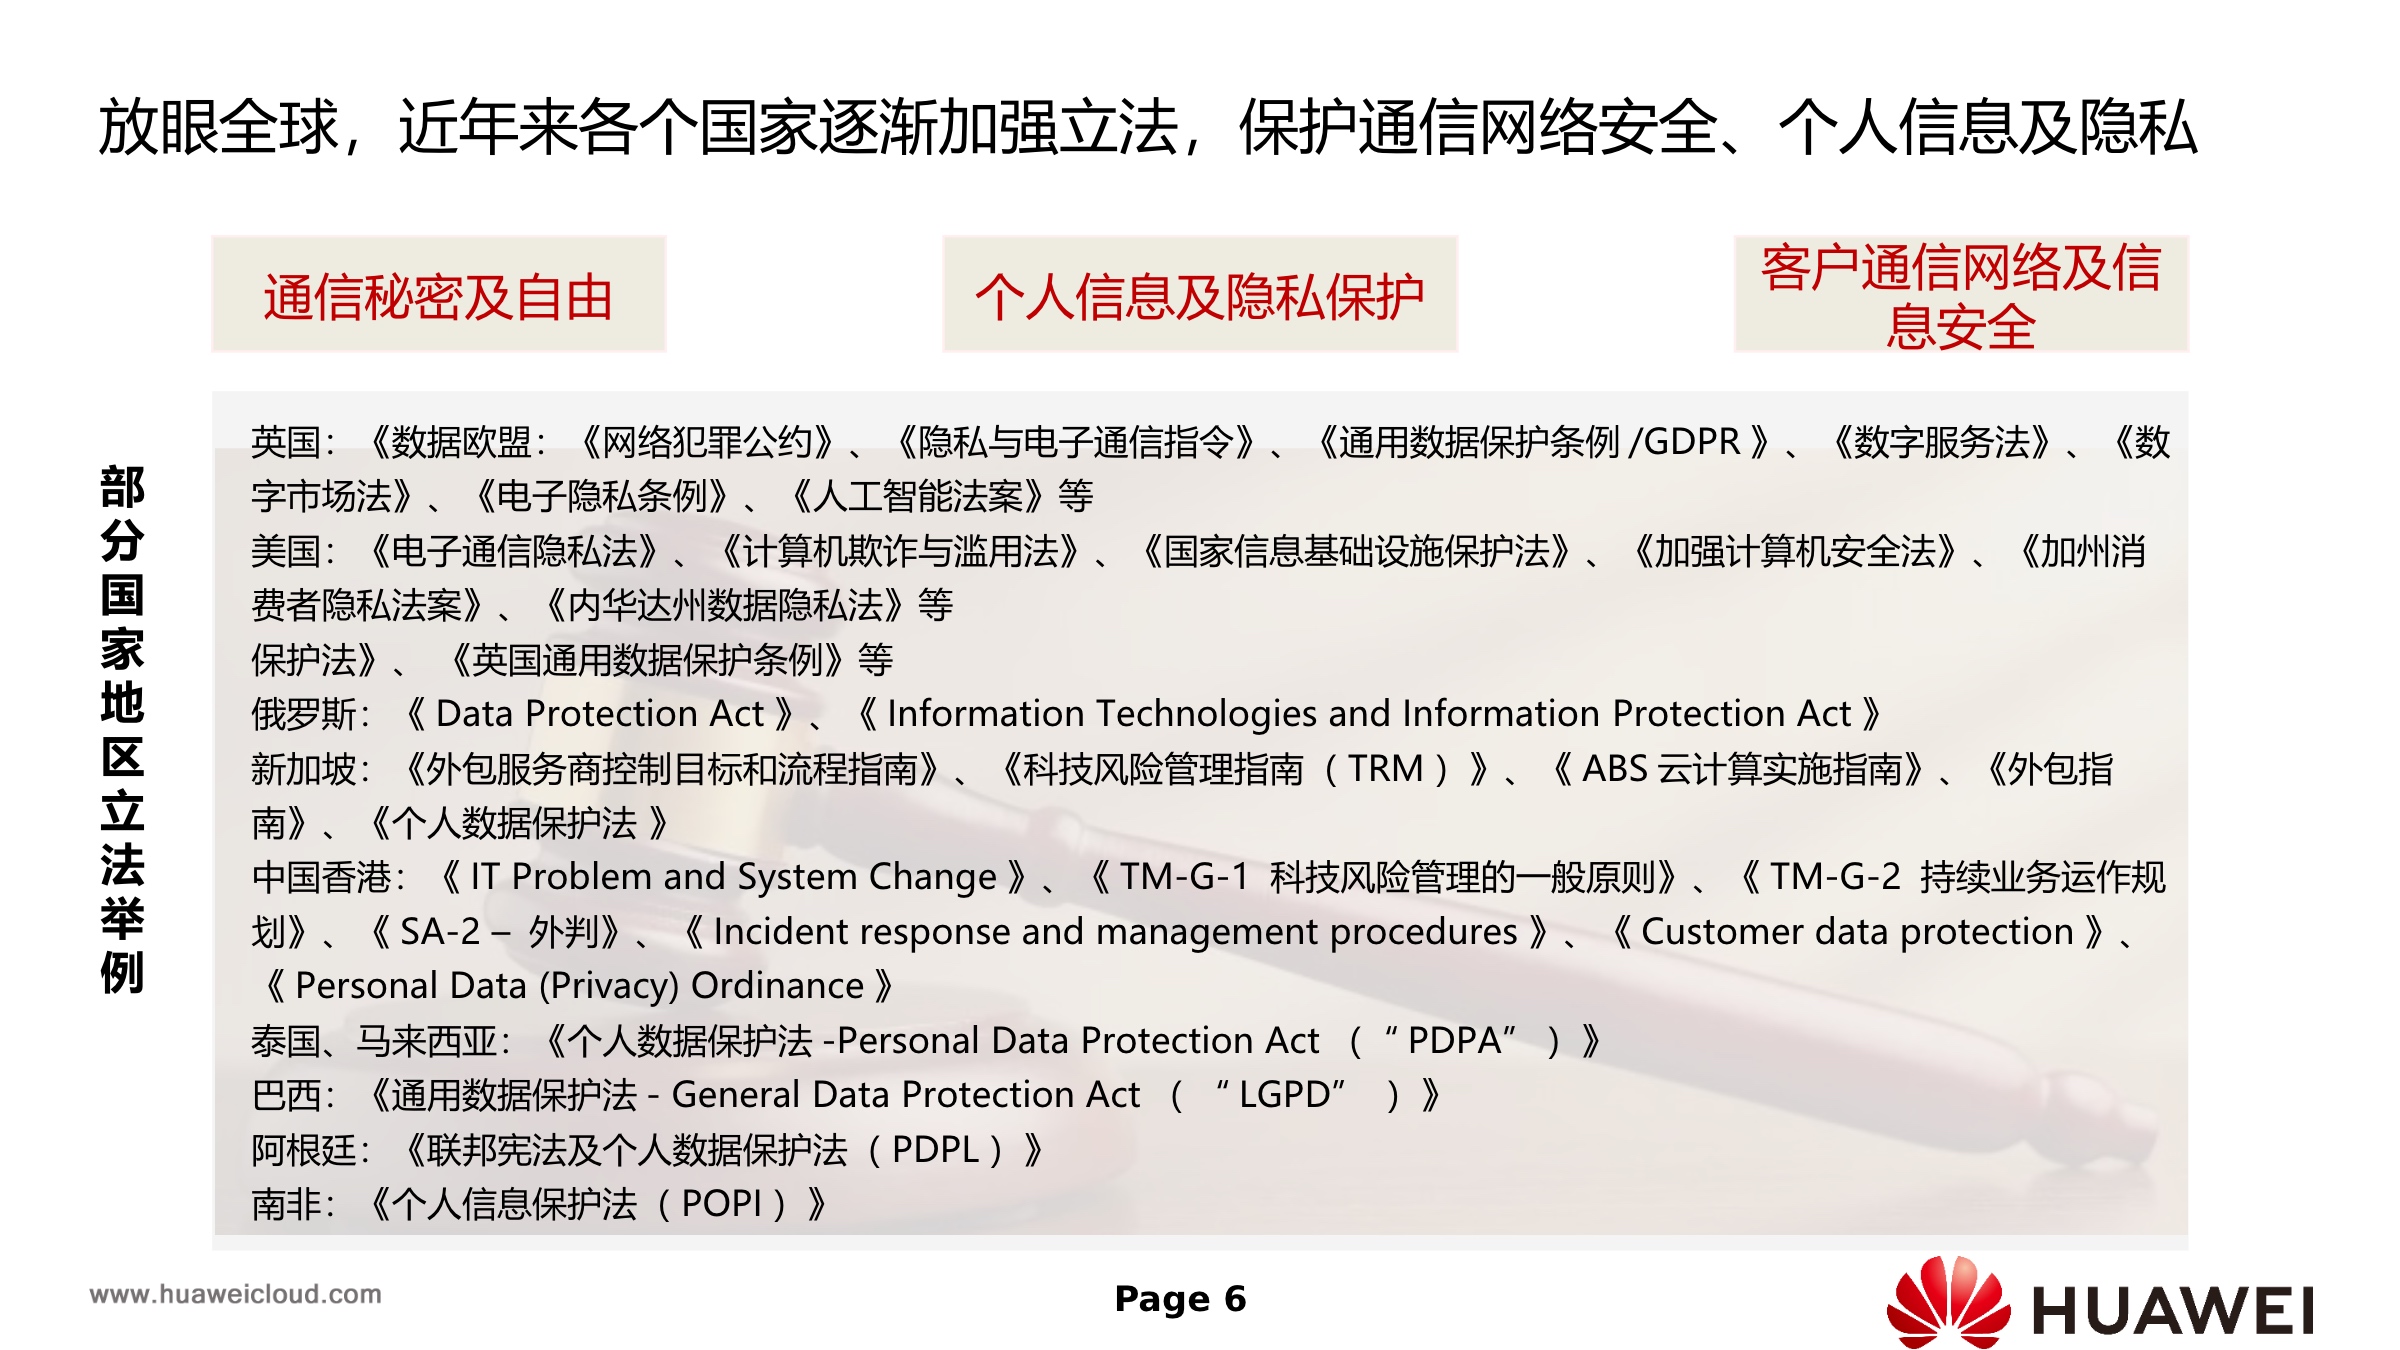 放眼全球，近年来各个国家逐渐加强立法，保护通信网络安全、个人信息及隐私
通信秘密及自由
个人信息及隐私保护
客户通信网络及信
息安全
部
分
国
家
地
区
立
法
举
例
英国：《数据欧盟：《网络犯罪公约》、《隐私与电子通信指令》、《通用数据保护条例 /GDPR 》、《数字服务法》、《数
字市场法》、《电子隐私条例》、《人工智能法案》等
美国：《电子通信隐私法》、《计算机欺诈与滥用法》、《国家信息基础设施保护法》、《加强计算机安全法》、《加州消
费者隐私法案》、《内华达州数据隐私法》等
保护法》、 《英国通用数据保护条例》等
俄罗斯：《 Data Protection Act 》、《 Information Technologies and Information Protection Act 》
新加坡：《外包服务商控制目标和流程指南》、《科技风险管理指南（ TRM ）》、《 ABS 云计算实施指南》、《外包指
南》、《个人数据保护法 》
中国香港：《 IT Problem and System Change 》、《 TM-G-1 科技风险管理的一般原则》、《 TM-G-2 持续业务运作规
划》、《 SA-2 – 外判》、《 Incident response and management procedures 》、《 Customer data protection 》、
《 Personal Data (Privacy) Ordinance 》
泰国、马来西亚：《个人数据保护法 -Personal Data Protection Act （ “ PDPA” ）》
巴西：《通用数据保护法 - General Data Protection Act （ “ LGPD” ）》
阿根廷：《联邦宪法及个人数据保护法（ PDPL ）》
南非：《个人信息保护法（ POPI ）》
www.huaweicloud.com
Page 6
HUAWEI